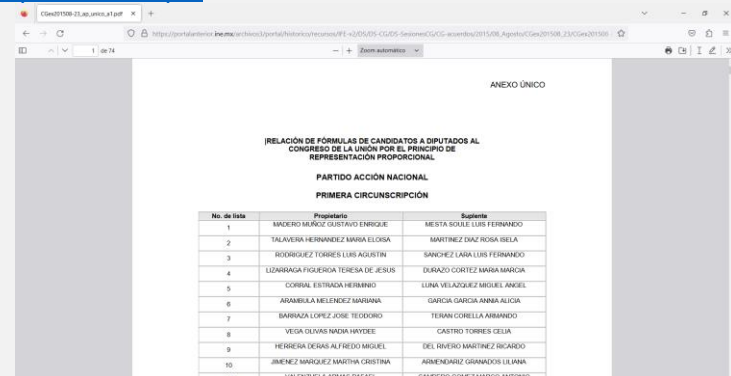 CGex201508-23_ap_unico_a1.pdf
https://portalanterior.ine.mx/archivos3/portal/historico/recursos/IFE-v2/DS/DS-CG/DS-SesionesCG/CG-acuerdos/2015/08_Agosto/CGex201508_23/CGex201508
1 de 74
Zoom automático
ANEXO ÚNICO
RELACIÓN DE FÓRMULAS DE CANDIDATOS A DIPUTADOS AL
CONGRESO DE LA UNIÓN POR EL PRINCIPIO DE
REPRESENTACIÓN PROPORCIONAL
PARTIDO ACCIÓN NACIONAL
PRIMERA CIRCUNSCRIPCIÓN
No. de lista Propietario Suplente
1 MADERO MUÑOZ GUSTAVO ENRIQUE MESTA SOULE LUIS FERNANDO
2 TALAVERA HERNANDEZ MARIA ELOISA MARTINEZ DIAZ ROSA ISELA
3 RODRIGUEZ TORRES LUIS AGUSTIN SANCHEZ LARA LUIS FERNANDO
4 LIZARRAGA FIGUEROA TERESA DE JESUS DURAZO CORTEZ MARIA MARCIA
5 CORRAL ESTRADA HERMINIO LUNA VELAZQUEZ MIGUEL ANGEL
6 ARAMBULA MELENDEZ MARIANA GARCIA GARCIA ANNIA ALICIA
7 BARRAZA LOPEZ JOSE TEODORO TERAN CORELLA ARMANDO
8 VEGA OLIVAS NADIA HAYDEE CASTRO TORRES CELIA
9 HERRERA DERAS ALFREDO MIGUEL DEL RIVERO MARTINEZ RICARDO
10 JIMENEZ MARQUEZ MARTHA CRISTINA ARMENDARIZ GRANADOS LILIANA